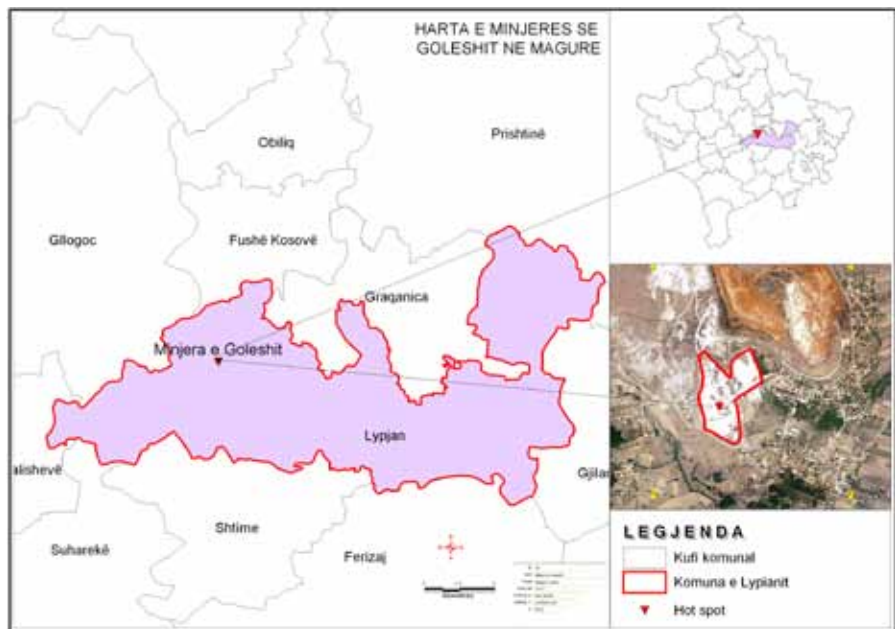 HARTA E MINJERES SE
GOLESHIT NE MAGURE
Obiliq
Prishtinë
Gllogoc
Fushë Kosovë
Graqanica
Minjera e Goleshit
Lypjan
alishevë
Gjilan
Shtime
Suharekë
Ferizaj
LEGJENDA
Kufi komunal
Komuna e Lypianit
Hot spot